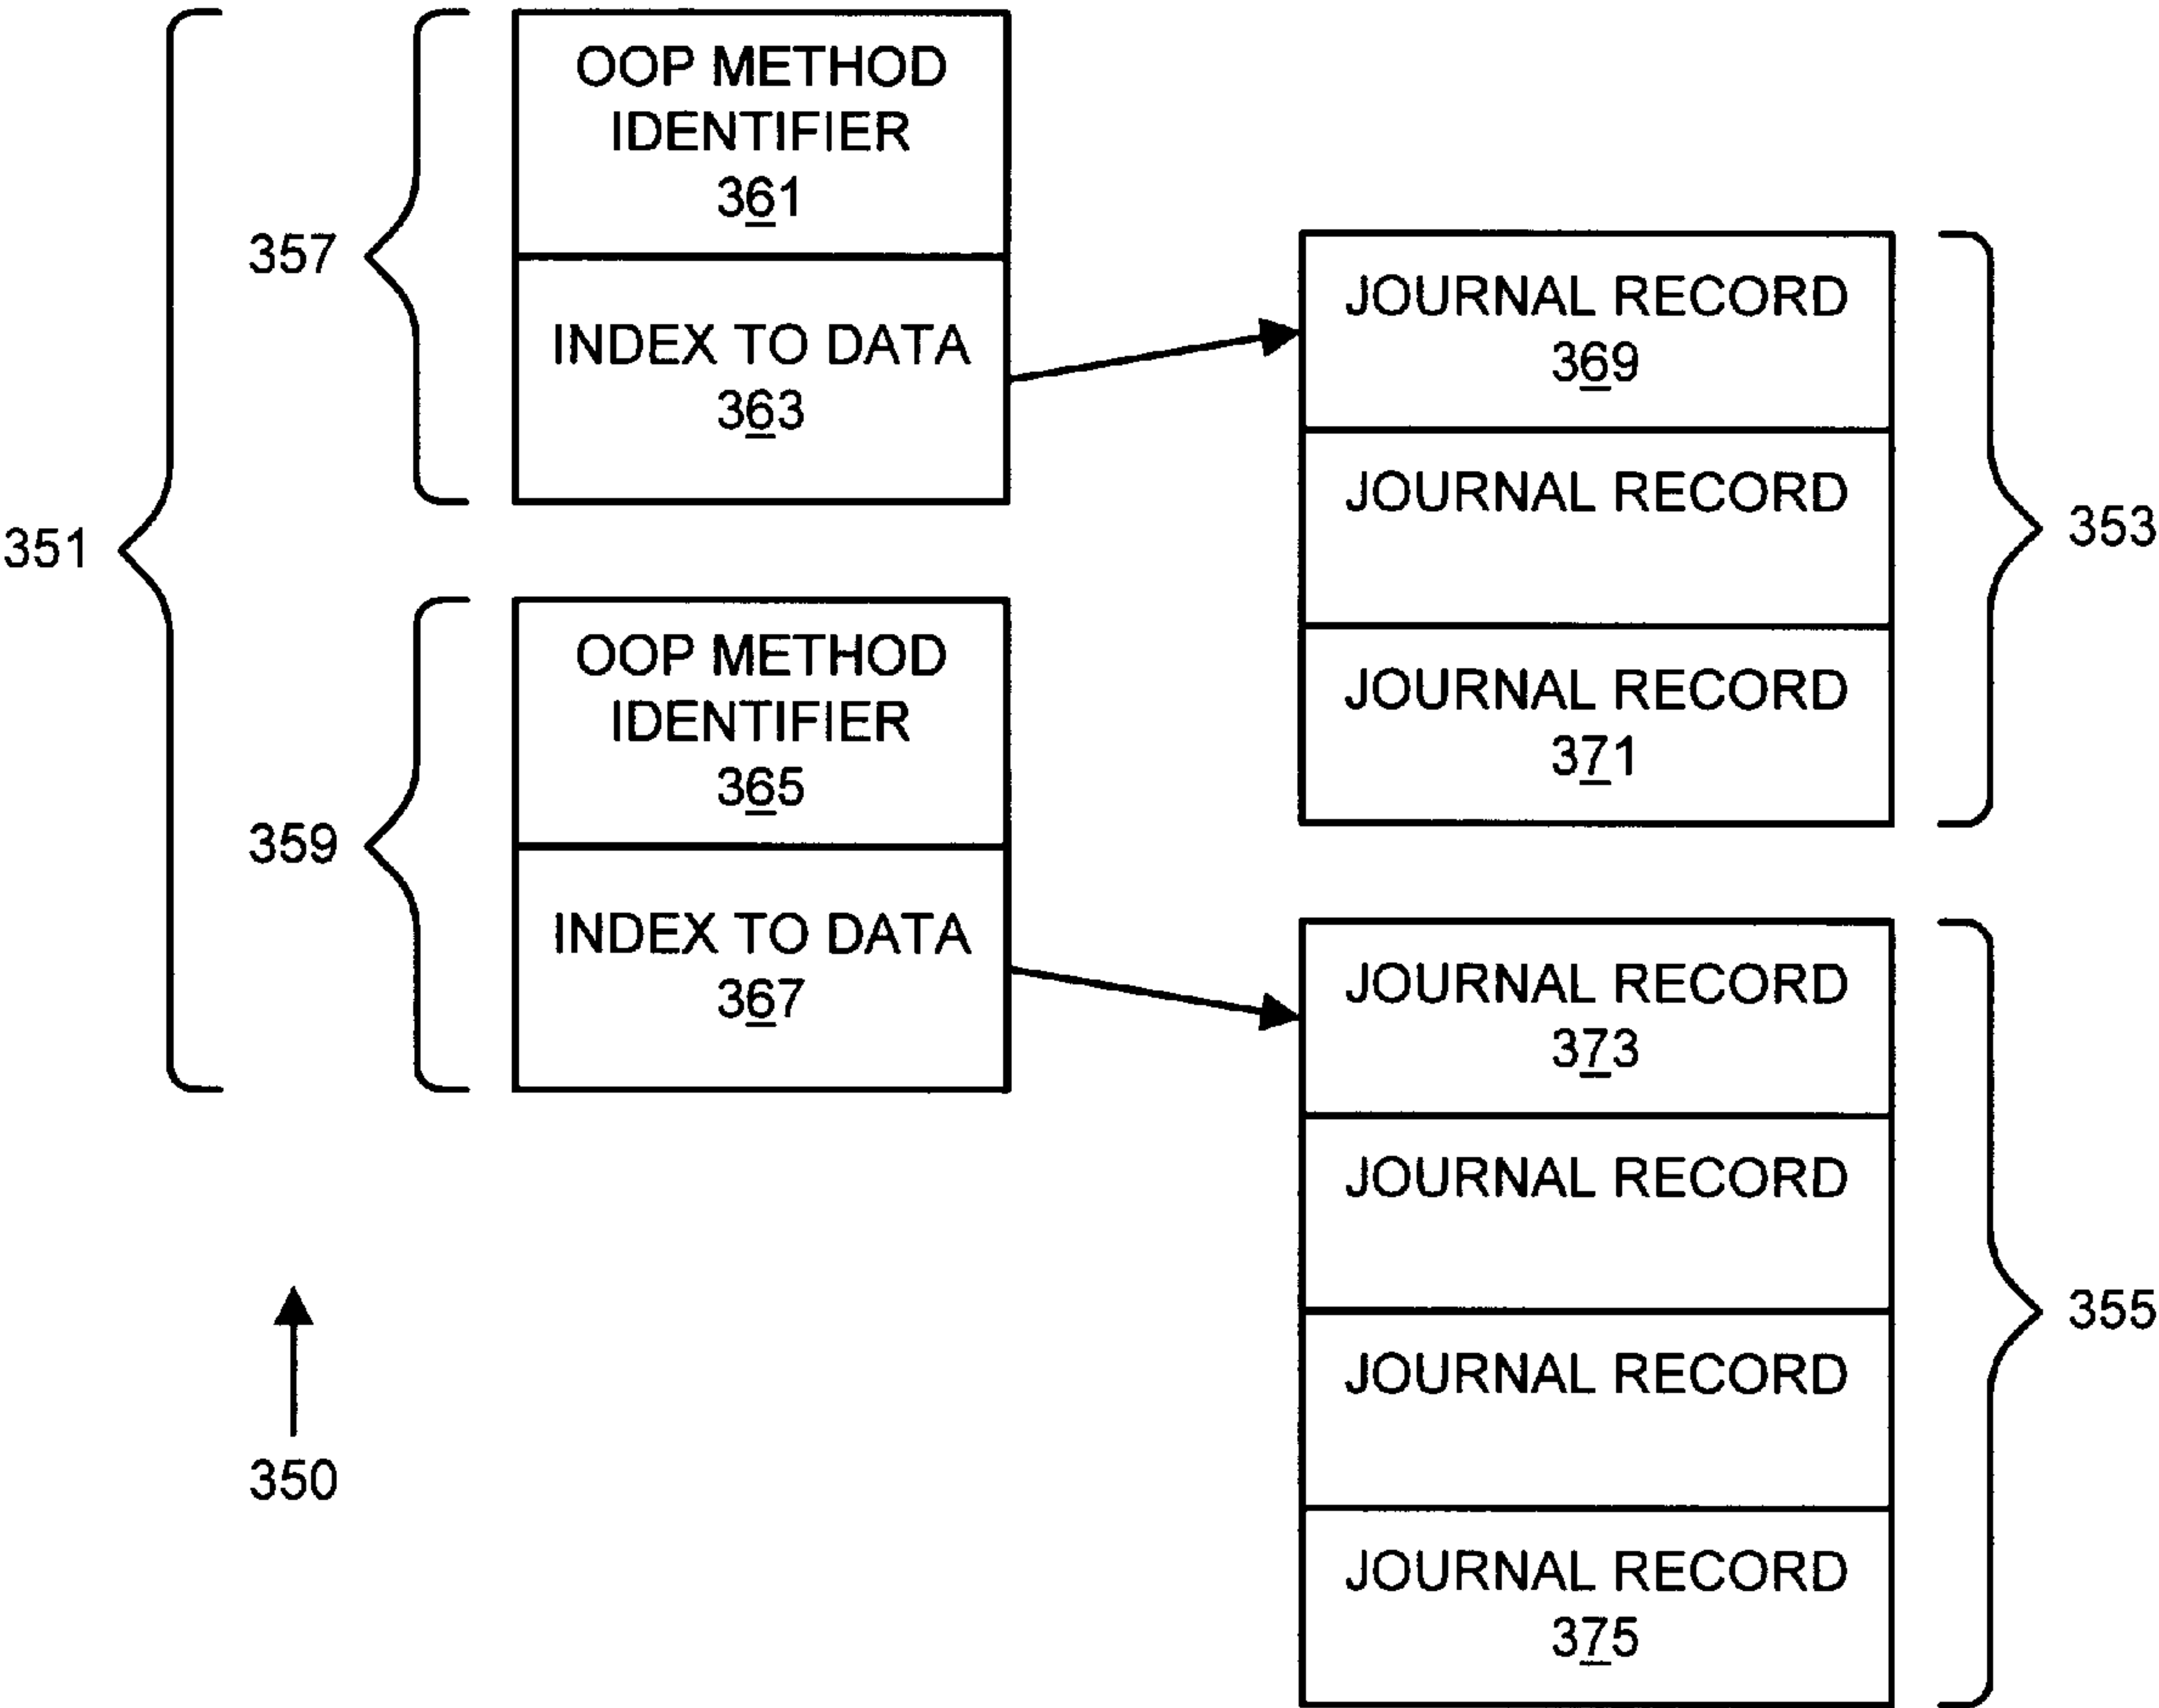 351
357
OOP METHOD
IDENTIFIER
361
INDEX TO DATA
363
359
OOP METHOD
IDENTIFIER
365
INDEX TO DATA
367
350
JOURNAL RECORD
369
JOURNAL RECORD
JOURNAL RECORD
371
353
JOURNAL RECORD
373
JOURNAL RECORD
JOURNAL RECORD
JOURNAL RECORD
375
355